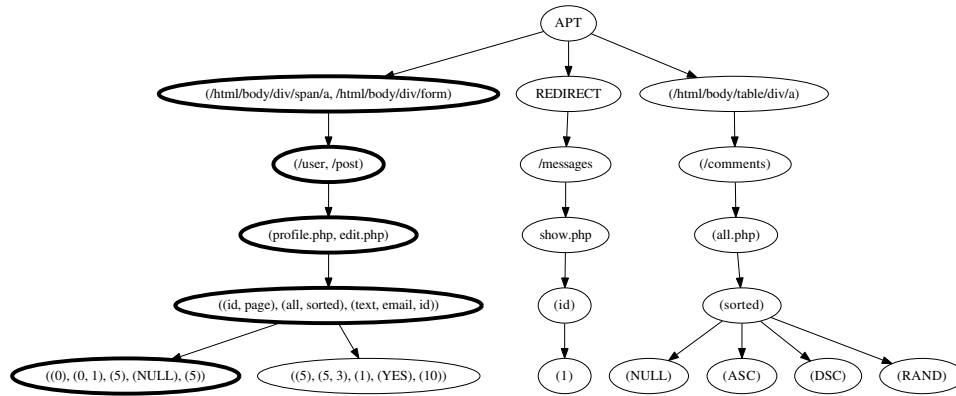 APT
(/html/body/div/span/a, /html/body/div/form)
REDIRECT
(/html/body/table/div/a)
(/user, /post)
/messages
(/comments)
(profile.php, edit.php)
show.php
(all.php)
((id, page), (all, sorted), (text, email, id))
(id)
(sorted)
((0), (0, 1), (5), (NULL), (5))
((5), (5, 3), (1), (YES), (10))
(1)
(NULL)
(ASC)
(DSC)
(RAND)